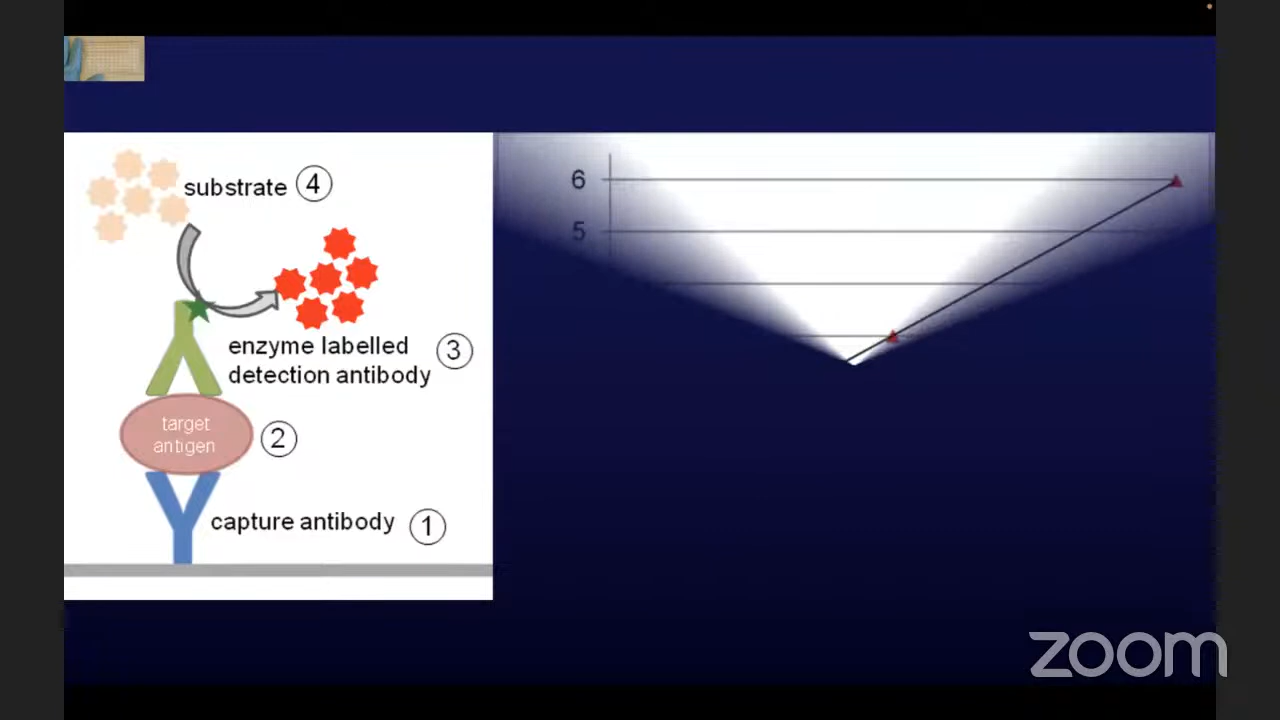 substrate 4
enzyme labelled 3
detection antibody
target
antigen
2
capture antibody 1
6
5
zoom